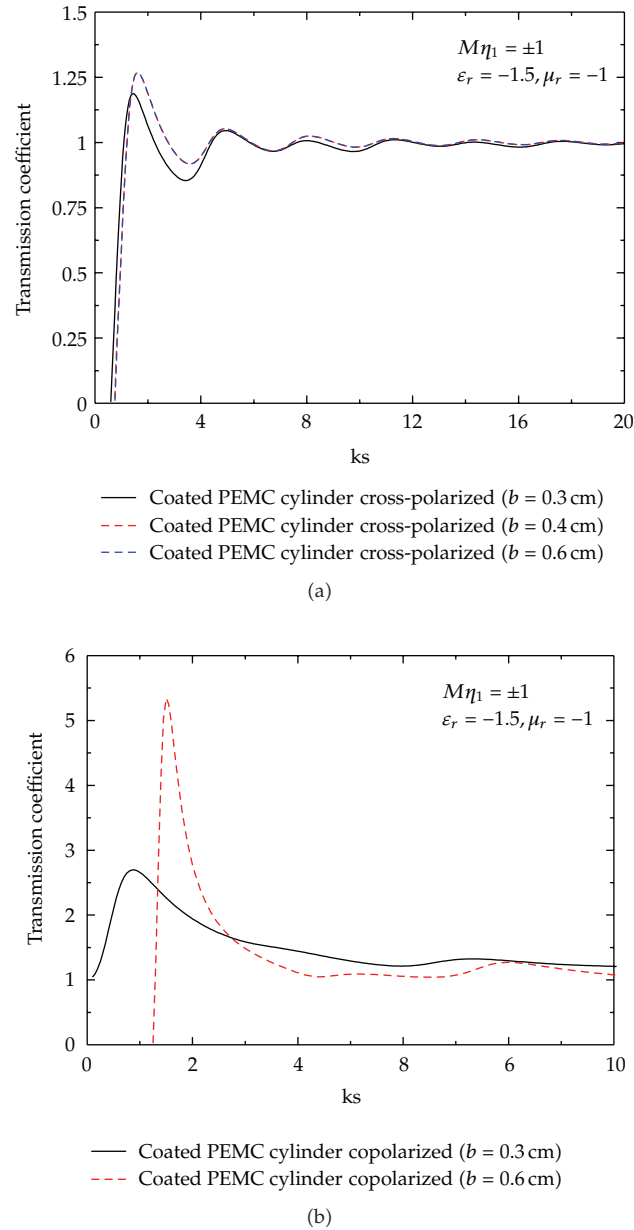 1.5
1.25
1
0.75
0.5
0.25
0
Transmission coefficient
Mη₁ = ±1
εᵣ = −1.5, μᵣ = −1
0 4 8 12 16 20
ks
Coated PEMC cylinder cross-polarized (b = 0.3 cm)
Coated PEMC cylinder cross-polarized (b = 0.4 cm)
Coated PEMC cylinder cross-polarized (b = 0.6 cm)
(a)
6
5
4
3
2
1
0
Transmission coefficient
Mη₁ = ±1
εᵣ = −1.5, μᵣ = −1
0 2 4 8 6 10
ks
Coated PEMC cylinder copolarized (b = 0.3 cm)
Coated PEMC cylinder copolarized (b = 0.6 cm)
(b)